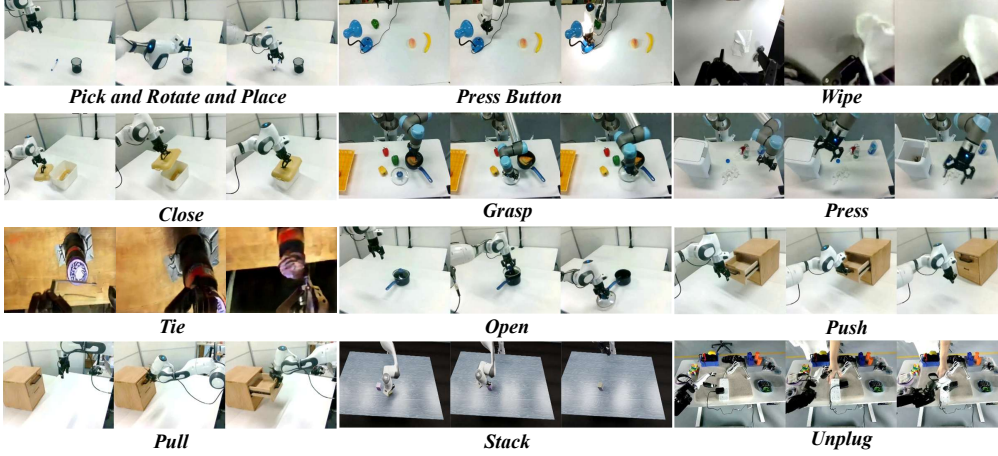 Pick and Rotate and Place
Press Button
Wipe
Close
Grasp
Press
Tie
Open
Push
Pull
Stack
Unplug